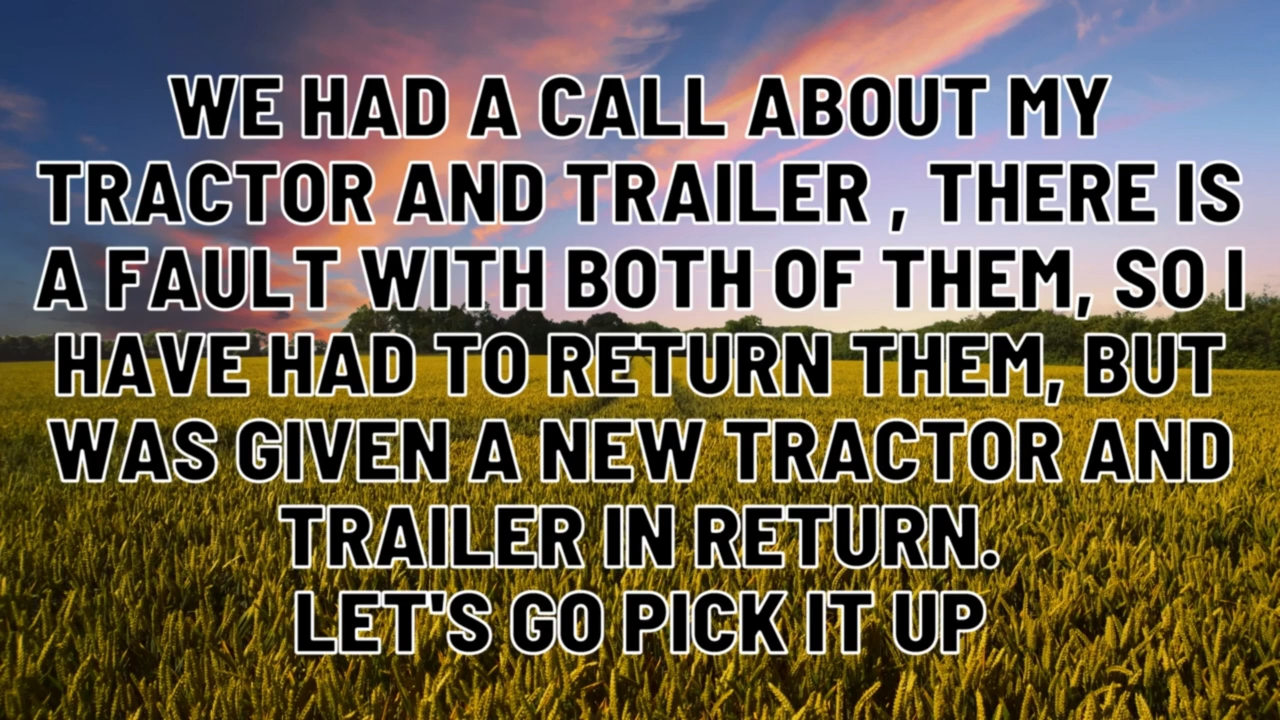 WE HAD A CALL ABOUT MY
TRACTOR AND TRAILER , THERE IS
A FAULT WITH BOTH OF THEM, SO I
HAVE HAD TO RETURN THEM, BUT
WAS GIVEN A NEW TRACTOR AND
TRAILER IN RETURN.
LET'S GO PICK IT UP